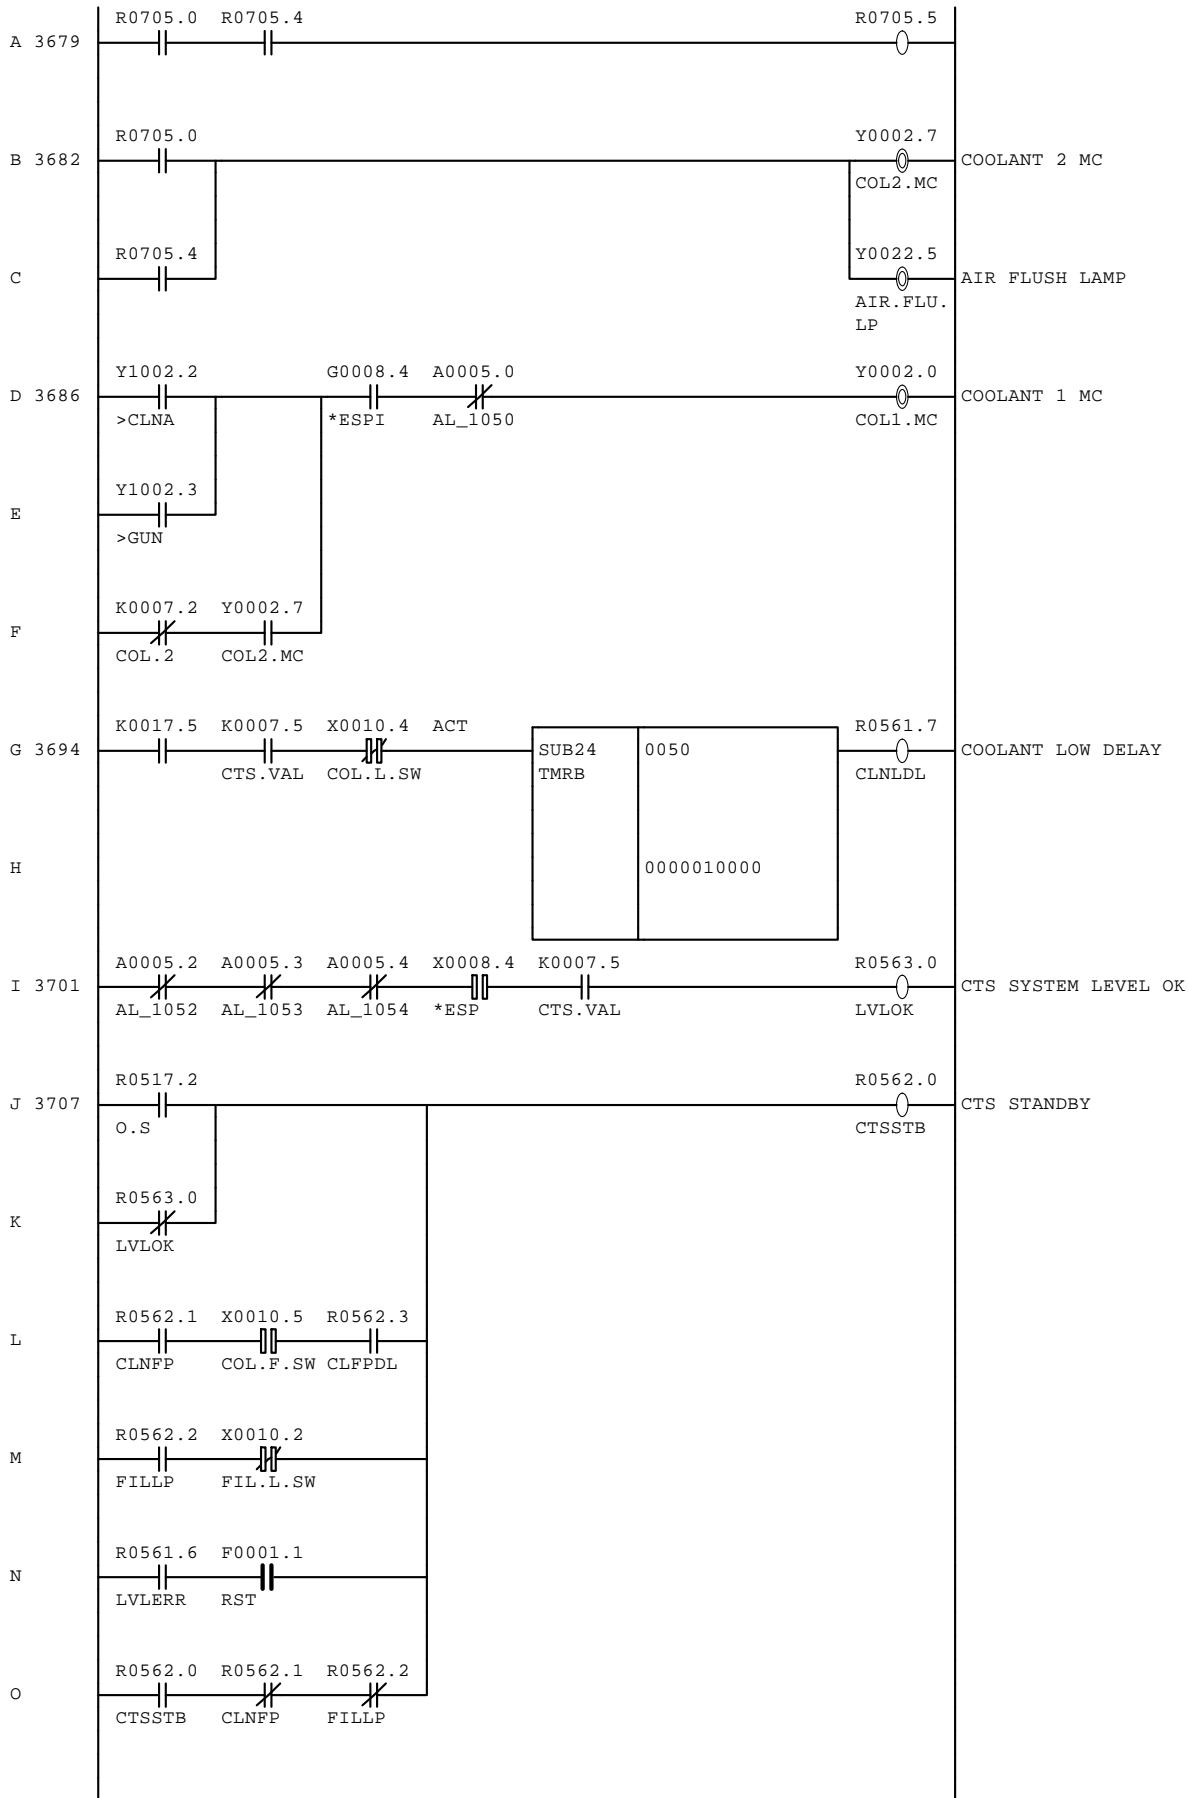 R0705.0 R0705.4 R0705.5
A 3679
R0705.0 Y0002.7
B 3682 COOLANT 2 MC
COL2.MC
R0705.4 Y0022.5
C AIR FLUSH LAMP
AIR.FLU.
LP
Y1002.2 G0008.4 A0005.0 Y0002.0
D 3686 COOLANT 1 MC
>CLNA *ESPI AL_1050 COL1.MC
Y1002.3
E
>GUN
K0007.2 Y0002.7
F
COL.2 COL2.MC
K0017.5 K0007.5 X0010.4 ACT R0561.7
G 3694 SUB24 0050 COOLANT LOW DELAY
CTS.VAL COL.L.SW TMRB CLNLDL
H 0000010000
A0005.2 A0005.3 A0005.4 X0008.4 K0007.5 R0563.0
I 3701 CTS SYSTEM LEVEL OK
AL_1052 AL_1053 AL_1054 *ESP CTS.VAL LVLOK
R0517.2 R0562.0
J 3707 CTS STANDBY
O.S CTSSTB
R0563.0
K
LVLOK
R0562.1 X0010.5 R0562.3
L
CLNFP COL.F.SW CLFPDL
R0562.2 X0010.2
M
FILLP FIL.L.SW
R0561.6 F0001.1
N
LVLERR RST
R0562.0 R0562.1 R0562.2
O
CTSSTB CLNFP FILLP